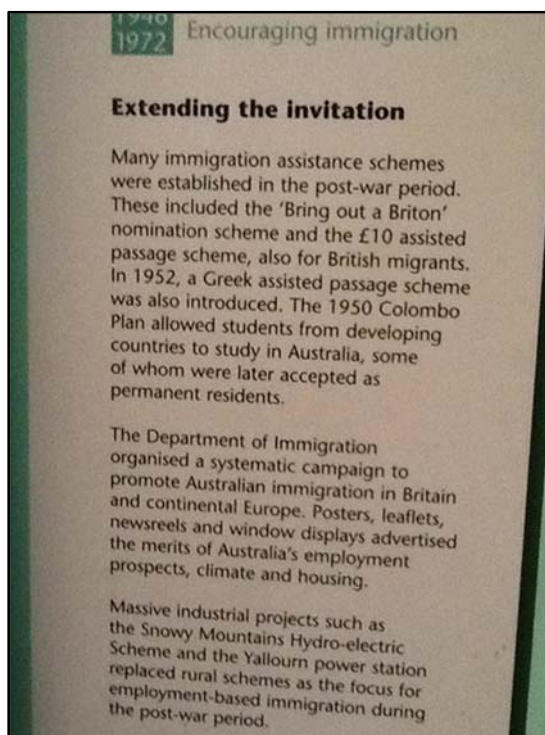 1946
1972
Encouraging immigration
Extending the invitation
Many immigration assistance schemes
were established in the post-war period.
These included the ‘Bring out a Briton’
nomination scheme and the £10 assisted
passage scheme, also for British migrants.
In 1952, a Greek assisted passage scheme
was also introduced. The 1950 Colombo
Plan allowed students from developing
countries to study in Australia, some
of whom were later accepted as
permanent residents.
The Department of Immigration
organised a systematic campaign to
promote Australian immigration in Britain
and continental Europe. Posters, leaflets,
newsreels and window displays advertised
the merits of Australia’s employment
prospects, climate and housing.
Massive industrial projects such as
the Snowy Mountains Hydro-electric
Scheme and the Yallourn power station
replaced rural schemes as the focus for
employment-based immigration during
the post-war period.